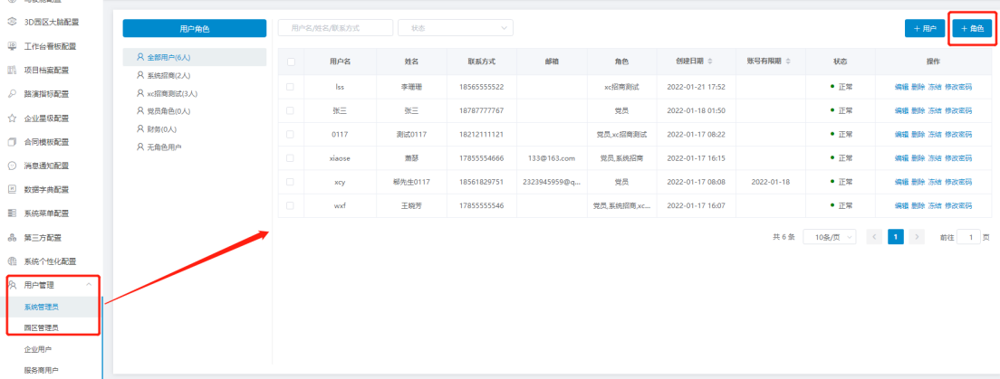 3D园区大脑配置
工作台看板配置
项目档案配置
路演指标配置
企业星级配置
合同模板配置
消息通知配置
数据字典配置
系统菜单配置
第三方配置
系统个性化配置
用户管理
系统管理员
园区管理员
企业用户
服务商用户
用户角色
全部用户(6人)
系统招商(2人)
xc招商测试(3人)
党员角色(0人)
财务(0人)
无角色用户
用户名/姓名/联系方式 状态
+ 用户 + 角色
用户名 姓名 联系方式 邮箱 角色 创建日期 账号有限期 状态 操作
lss 李珊珊 18565555522 xc招商测试 2022-01-21 17:52 正常 编辑 删除 冻结 修改密码
张三 张三 18787777767 党员 2022-01-18 01:50 正常 编辑 删除 冻结 修改密码
0117 测试0117 18212111121 党员,xc招商测试 2022-01-17 08:22 正常 编辑 删除 冻结 修改密码
xiaose 萧瑟 17855554666 133@163.com 党员,系统招商 2022-01-17 16:15 正常 编辑 删除 冻结 修改密码
xcy 郗先生0117 18561829751 2323945959@q... 党员 2022-01-17 08:08 2022-01-18 正常 编辑 删除 冻结 修改密码
wxf 王晓芳 17855555546 党员,系统招商,xc... 2022-01-17 16:07 正常 编辑 删除 冻结 修改密码
共 6 条 10条/页 1 前往 1 页